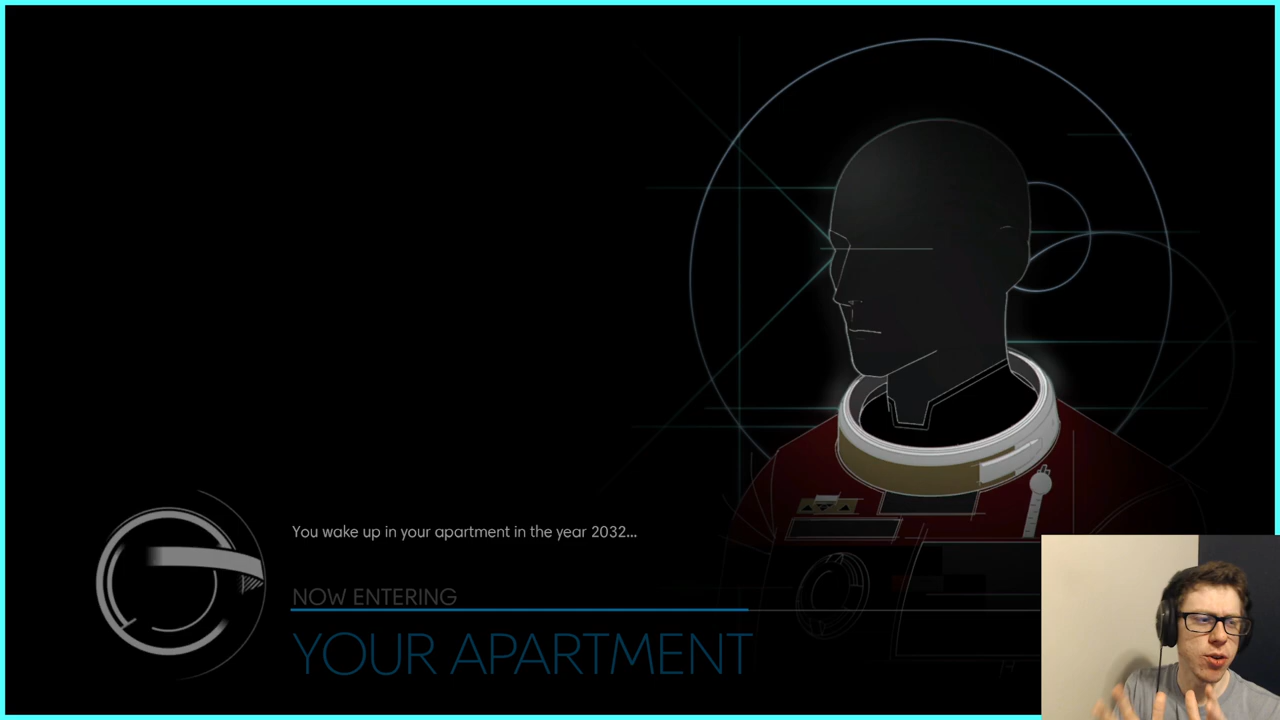 You wake up in your apartment in the year 2032...
NOW ENTERING
YOUR APARTMENT